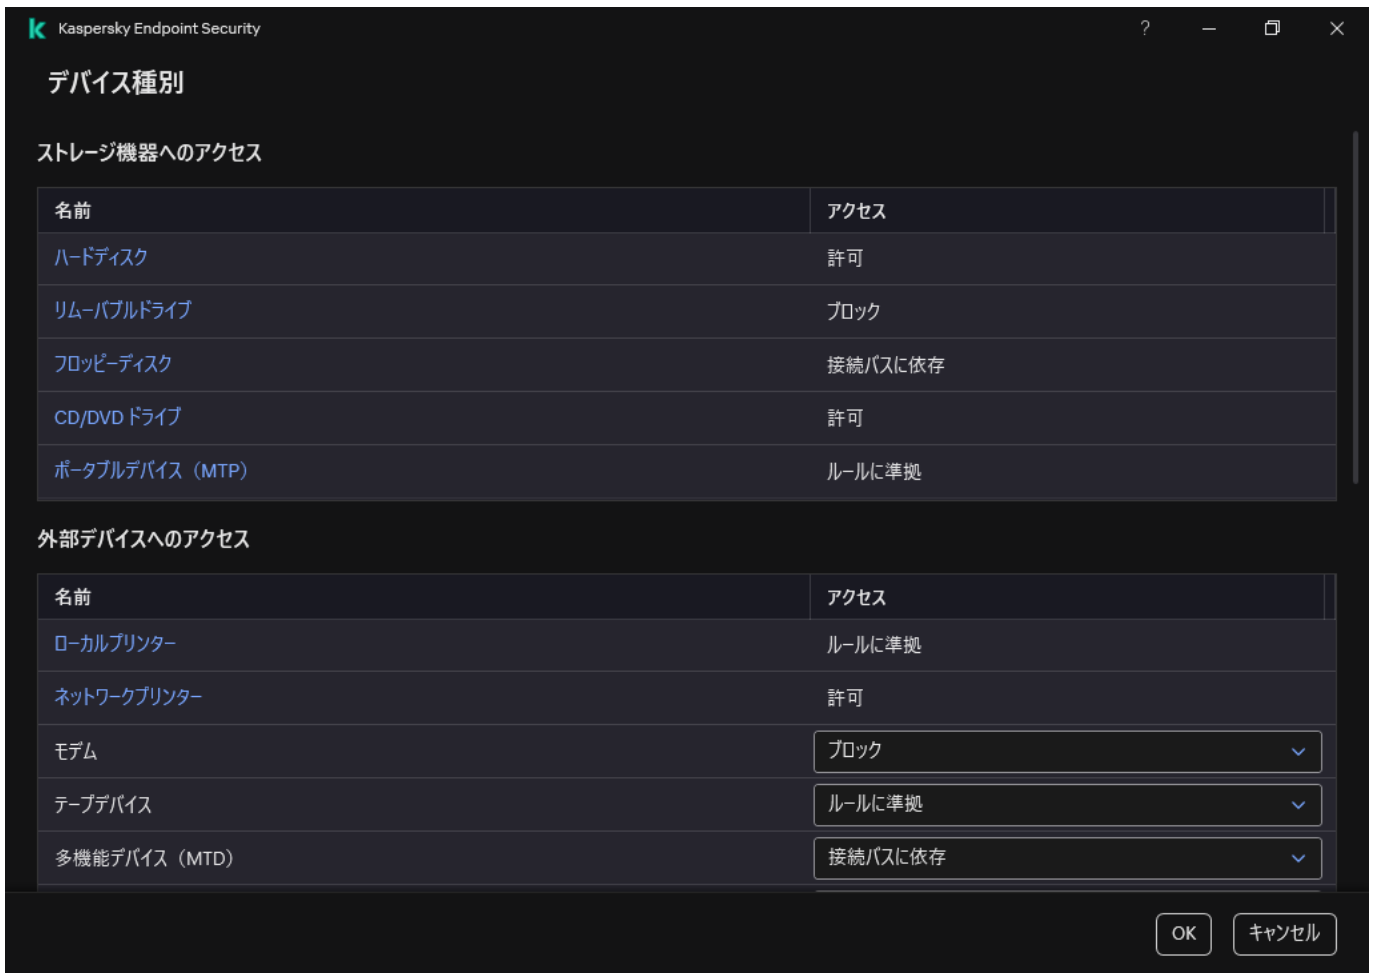 Kaspersky Endpoint Security
デバイス種別
ストレージ機器へのアクセス
名前 アクセス
ハードディスク 許可
リムーバブルドライブ ブロック
フロッピーディスク 接続バスに依存
CD/DVD ドライブ 許可
ポータブルデバイス（MTP） ルールに準拠
外部デバイスへのアクセス
名前 アクセス
ローカルプリンター ルールに準拠
ネットワークプリンター 許可
モデム ブロック
テープデバイス ルールに準拠
多機能デバイス（MTD） 接続バスに依存
OK キャンセル